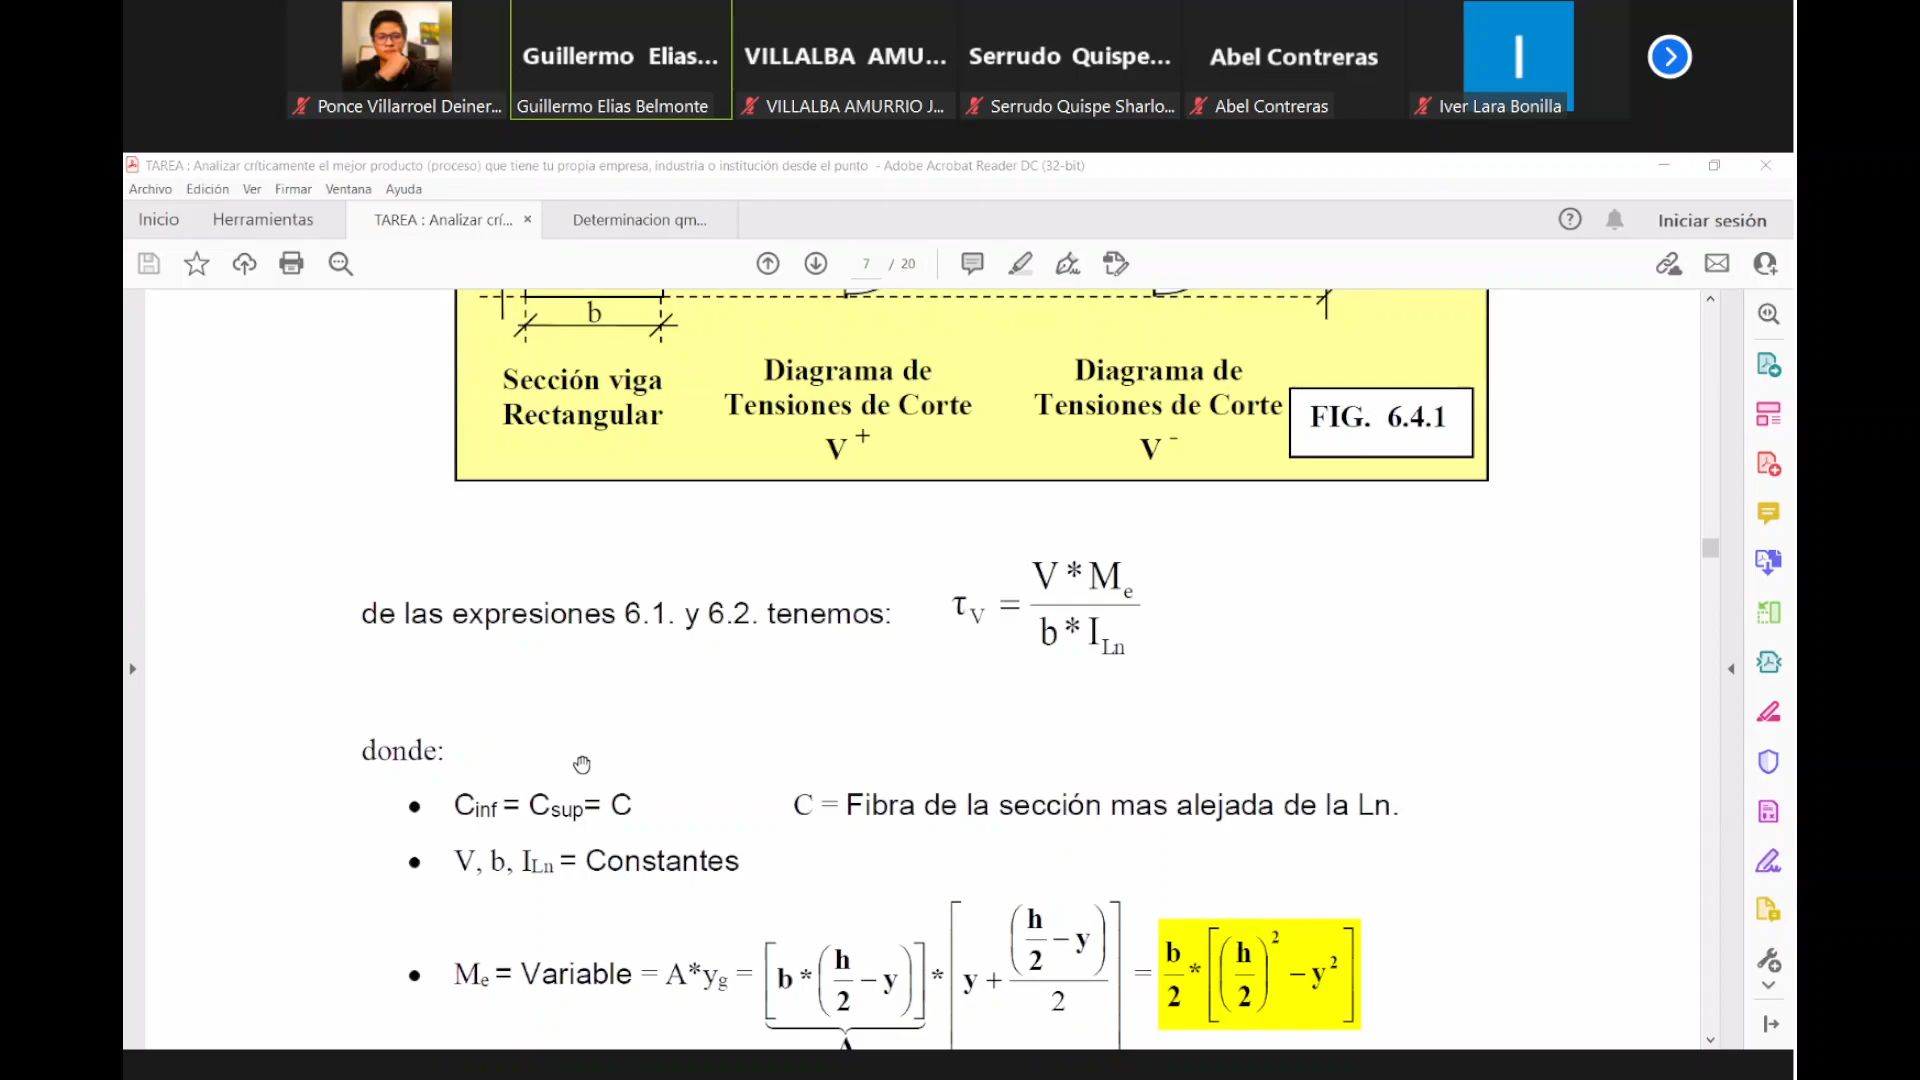 Guillermo Elias...
VILLALBA AMU...
Serrudo Quispe...
Abel Contreras
I
Ponce Villarroel Deiner...
Guillermo Elias Belmonte
VILLALBA AMURRIO J...
Serrudo Quispe Sharlo...
Abel Contreras
Iver Lara Bonilla
TAREA : Analizar críticamente el mejor producto (proceso) que tiene tu propia empresa, industria o institución desde el punto - Adobe Acrobat Reader DC (32-bit)
Archivo Edición Ver Firmar Ventana Ayuda
Inicio Herramientas TAREA : Analizar crí... × Determinacion qm... Iniciar sesión
7 / 20
b
Sección viga
Rectangular
Diagrama de
Tensiones de Corte
V +
Diagrama de
Tensiones de Corte
V -
FIG. 6.4.1
de las expresiones 6.1. y 6.2. tenemos: τV = V * Me / b * ILn
donde:
• Cinf = Csup= C C = Fibra de la sección mas alejada de la Ln.
• V, b, ILn = Constantes
• Me = Variable = A*yg = [b * (h/2 − y)] * [y + (h/2 − y)/2] = b/2 * [(h/2)² − y²]
A